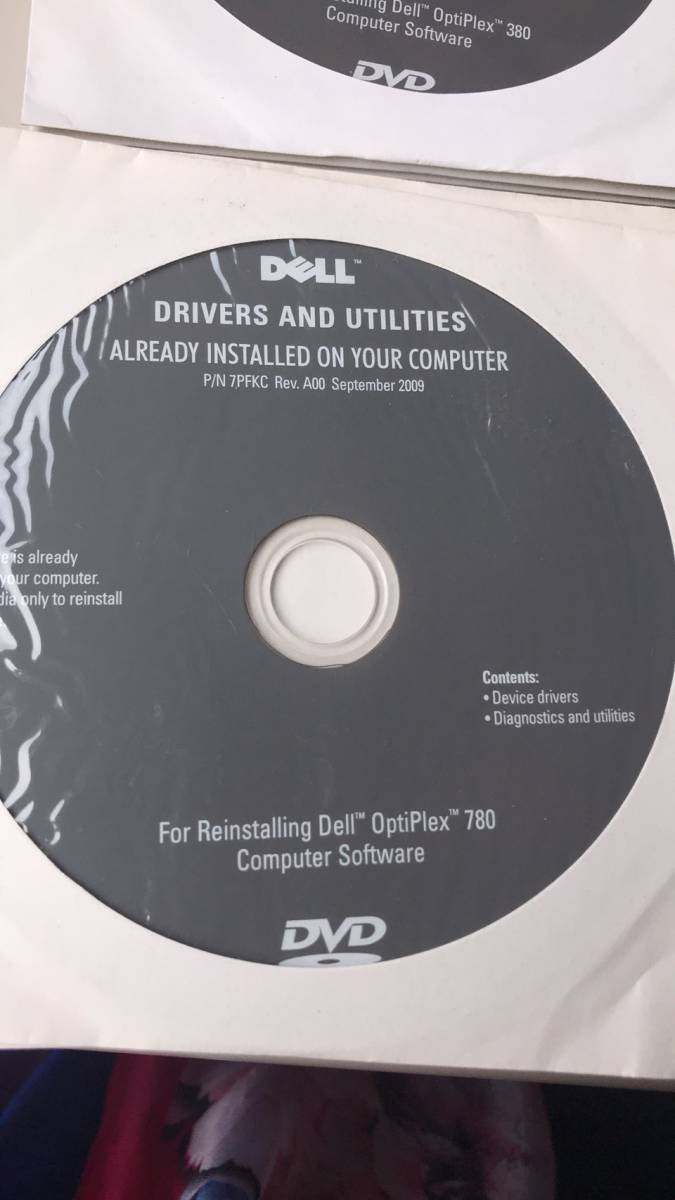 Dell™ OptiPlex™ 380
Computer Software
DVD
DELL™
DRIVERS AND UTILITIES
ALREADY INSTALLED ON YOUR COMPUTER
P/N 7PFKC Rev. A00 September 2009
is already
your computer.
only to reinstall
Contents:
• Device drivers
• Diagnostics and utilities
For Reinstalling Dell™ OptiPlex™ 780
Computer Software
DVD